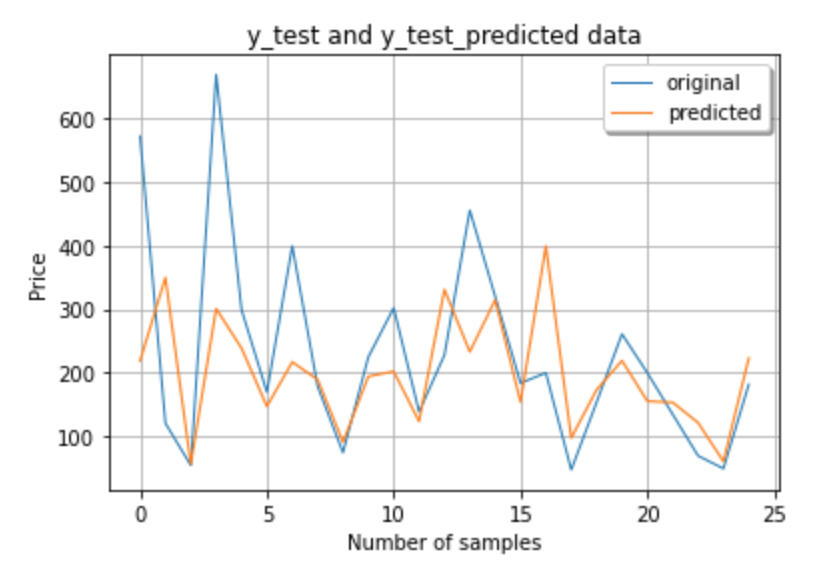 y_test and y_test_predicted data
original
predicted
600
500
400
300
200
100
Price
0 5 10 15 20 25
Number of samples